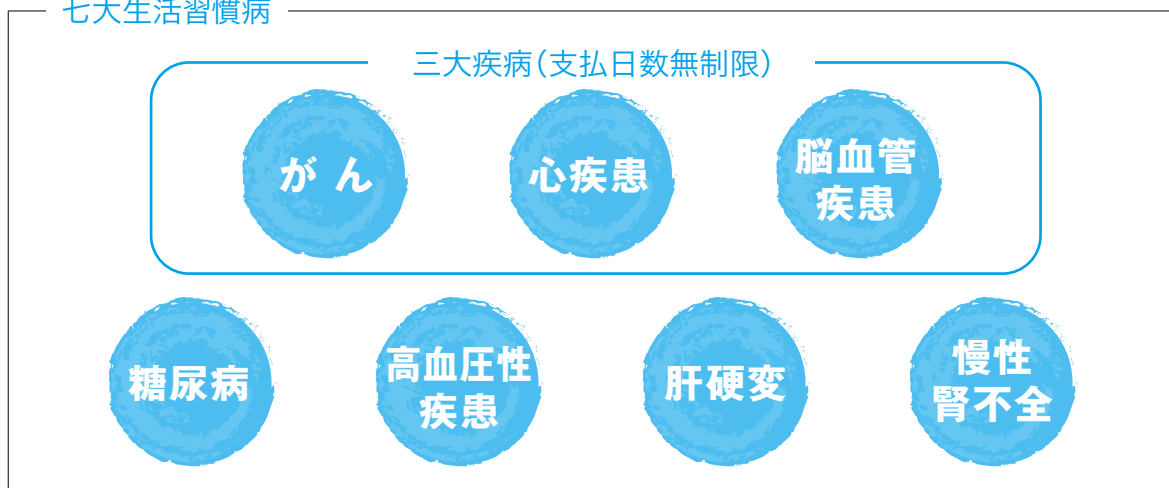 七大生活習慣病
三大疾病(支払日数無制限)
がん
心疾患
脳血管
疾患
糖尿病
高血圧性
疾患
肝硬変
慢性
腎不全